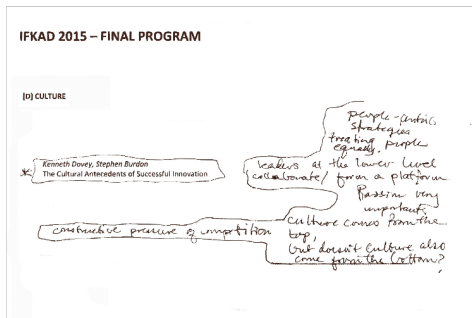 IFKAD 2015 – FINAL PROGRAM
[D] CULTURE
people-centric
strategies
treating people
equally.
Kenneth Dovey, Stephen Burdon
The Cultural Antecedents of Successful Innovation
leaders at the lower level
collaborate/ form a platform
Passion very
important,
constructive pressure of competition
culture comes from the
top,
but doesn't culture also
come from the bottom?